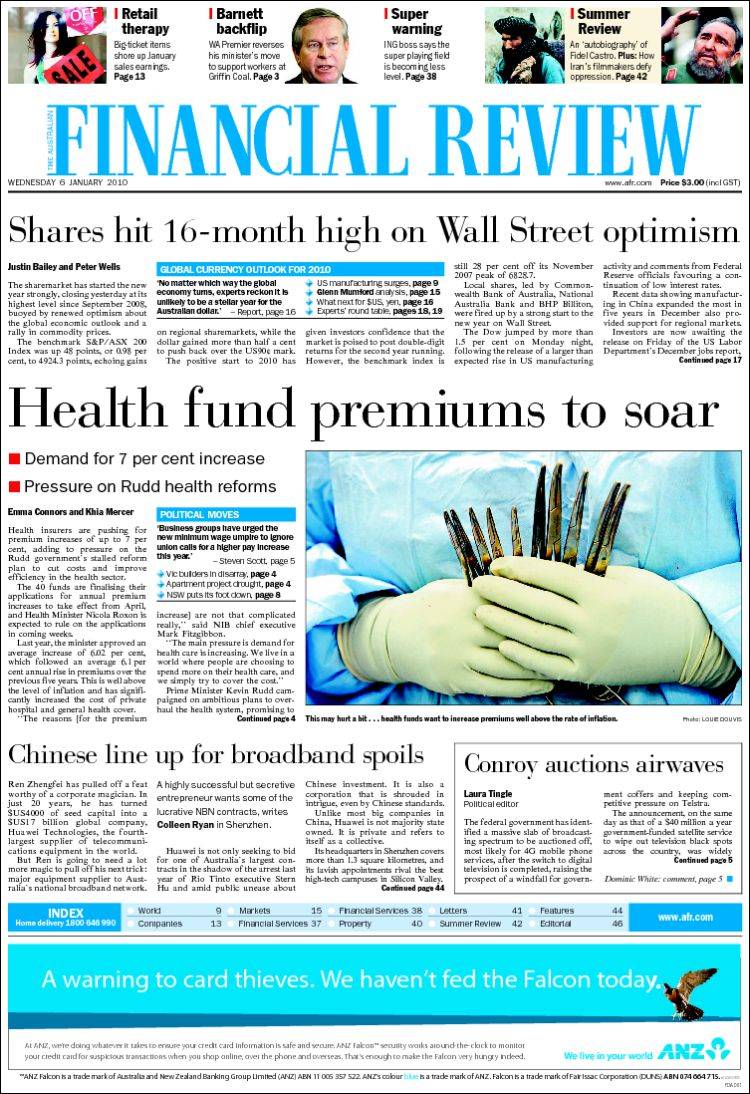 Retail
therapy
Big-ticket items
shore up January
sales earnings.
Page 13
OFF
SALE
Barnett
backflip
WA Premier reverses
his minister's move
to support workers at
Griffin Coal. Page 3
Super
warning
ING boss says the
super playing field
is becoming less
level. Page 38
Summer
Review
An 'autobiography' of
Fidel Castro. Plus: How
Iran's filmmakers defy
oppression. Page 42
THE AUSTRALIAN
FINANCIAL REVIEW
WEDNESDAY 6 JANUARY 2010
www.afr.com Price $3.00 (incl GST)
Shares hit 16-month high on Wall Street optimism
Justin Bailey and Peter Wells
The sharemarket has started the new
year strongly, closing yesterday at its
highest level since September 2008,
buoyed by renewed optimism about
the global economic outlook and a
rally in commodity prices.
The benchmark S&P/ASX 200
Index was up 48 points, or 0.98 per
cent, to 4924.3 points, echoing gains
GLOBAL CURRENCY OUTLOOK FOR 2010
'No matter which way the global
economy turns, experts reckon it is
unlikely to be a stellar year for the
Australian dollar.' – Report, page 16
US manufacturing surges, page 9
Glenn Mumford analysis, page 15
What next for $US, yen, page 16
Experts' round table, pages 18, 19
on regional sharemarkets, while the
dollar gained more than half a cent
to push back over the US90¢ mark.
The positive start to 2010 has
given investors confidence that the
market is poised to post double-digit
returns for the second year running.
However, the benchmark index is
still 28 per cent off its November
2007 peak of 6828.7.
Local shares, led by Common-
wealth Bank of Australia, National
Australia Bank and BHP Billiton,
were fired up by a strong start to the
new year on Wall Street.
The Dow jumped by more than
1.5 per cent on Monday night,
following the release of a larger than
expected rise in US manufacturing
activity and comments from Federal
Reserve officials favouring a con-
tinuation of low interest rates.
Recent data showing manufactur-
ing in China expanded the most in
five years in December also pro-
vided support for regional markets.
Investors are now awaiting the
release on Friday of the US Labor
Department's December jobs report,
Continued page 17
Health fund premiums to soar
Demand for 7 per cent increase
Pressure on Rudd health reforms
Emma Connors and Khia Mercer
Health insurers are pushing for
premium increases of up to 7 per
cent, adding to pressure on the
Rudd government's stalled reform
plan to cut costs and improve
efficiency in the health sector.
The 40 funds are finalising their
applications for annual premium
increases to take effect from April,
and Health Minister Nicola Roxon is
expected to rule on the applications
in coming weeks.
Last year, the minister approved an
average increase of 6.02 per cent,
which followed an average 6.1 per
cent annual rise in premiums over the
previous five years. This is well above
the level of inflation and has signifi-
cantly increased the cost of private
hospital and general health cover.
"The reasons [for the premium
POLITICAL MOVES
'Business groups have urged the
new minimum wage umpire to ignore
union calls for a higher pay increase
this year.'
– Steven Scott, page 5
Vic builders in disarray, page 4
Apartment project drought, page 4
NSW puts its foot down, page 8
increase] are not that complicated
really," said NIB chief executive
Mark Fitzgibbon.
"The main pressure is demand for
health care is increasing. We live in a
world where people are choosing to
spend more on their health care, and
we simply try to cover the cost."
Prime Minister Kevin Rudd cam-
paigned on ambitious plans to over-
haul the health system, promising to
Continued page 4
This may hurt a bit . . . health funds want to increase premiums well above the rate of inflation.
Photo: LOUIE DOUVIS
Chinese line up for broadband spoils
Ren Zhengfei has pulled off a feat
worthy of a corporate magician. In
just 20 years, he has turned
$US4000 of seed capital into a
$US17 billion global company,
Huawei Technologies, the fourth-
largest supplier of telecommuni-
cations equipment in the world.
But Ren is going to need a lot
more magic to pull off his next trick:
major equipment supplier to Aust-
ralia's national broadband network.
A highly successful but secretive
entrepreneur wants some of the
lucrative NBN contracts, writes
Colleen Ryan in Shenzhen.
Huawei is not only seeking to bid
for one of Australia's largest con-
tracts in the shadow of the arrest last
year of Rio Tinto executive Stern
Hu and amid public unease about
Chinese investment. It is also a
corporation that is shrouded in
intrigue, even by Chinese standards.
Unlike most big companies in
China, Huawei is not majority state
owned. It is private and refers to
itself as a collective.
Its headquarters in Shenzhen covers
more than 1.3 square kilometres, and
its lavish appointments rival the best
high-tech campuses in Silicon Valley.
Continued page 44
Conroy auctions airwaves
Laura Tingle
Political editor
The federal government has ident-
ified a massive slab of broadcast-
ing spectrum to be auctioned off,
most likely for 4G mobile phone
services, after the switch to digital
television is completed, raising the
prospect of a windfall for govern-
ment coffers and keeping com-
petitive pressure on Telstra.
The announcement, on the same
day as that of a $40 million a year
government-funded satellite service
to wipe out television black spots
across the country, was widely
Continued page 5
Dominic White: comment, page 5
INDEX
Home delivery 1800 646 990
World 9
Companies 13
Markets 15
Financial Services 37
Financial Services 38
Property 40
Letters 41
Summer Review 42
Features 44
Editorial 46
www.afr.com
A warning to card thieves. We haven't fed the Falcon today.
At ANZ, we're doing whatever it takes to ensure your credit card information is safe and secure. ANZ Falcon™ security works around-the-clock to monitor
your credit card for suspicious transactions when you shop online, over the phone and overseas. That's enough to make the Falcon very hungry indeed.
We live in your world ANZ
™ANZ Falcon is a trade mark of Australia and New Zealand Banking Group Limited (ANZ) ABN 11 005 357 522. ANZ's colour blue is a trade mark of ANZ. Falcon is a trade mark of Fair Issac Corporation (DUNS) ABN 074 664 715.